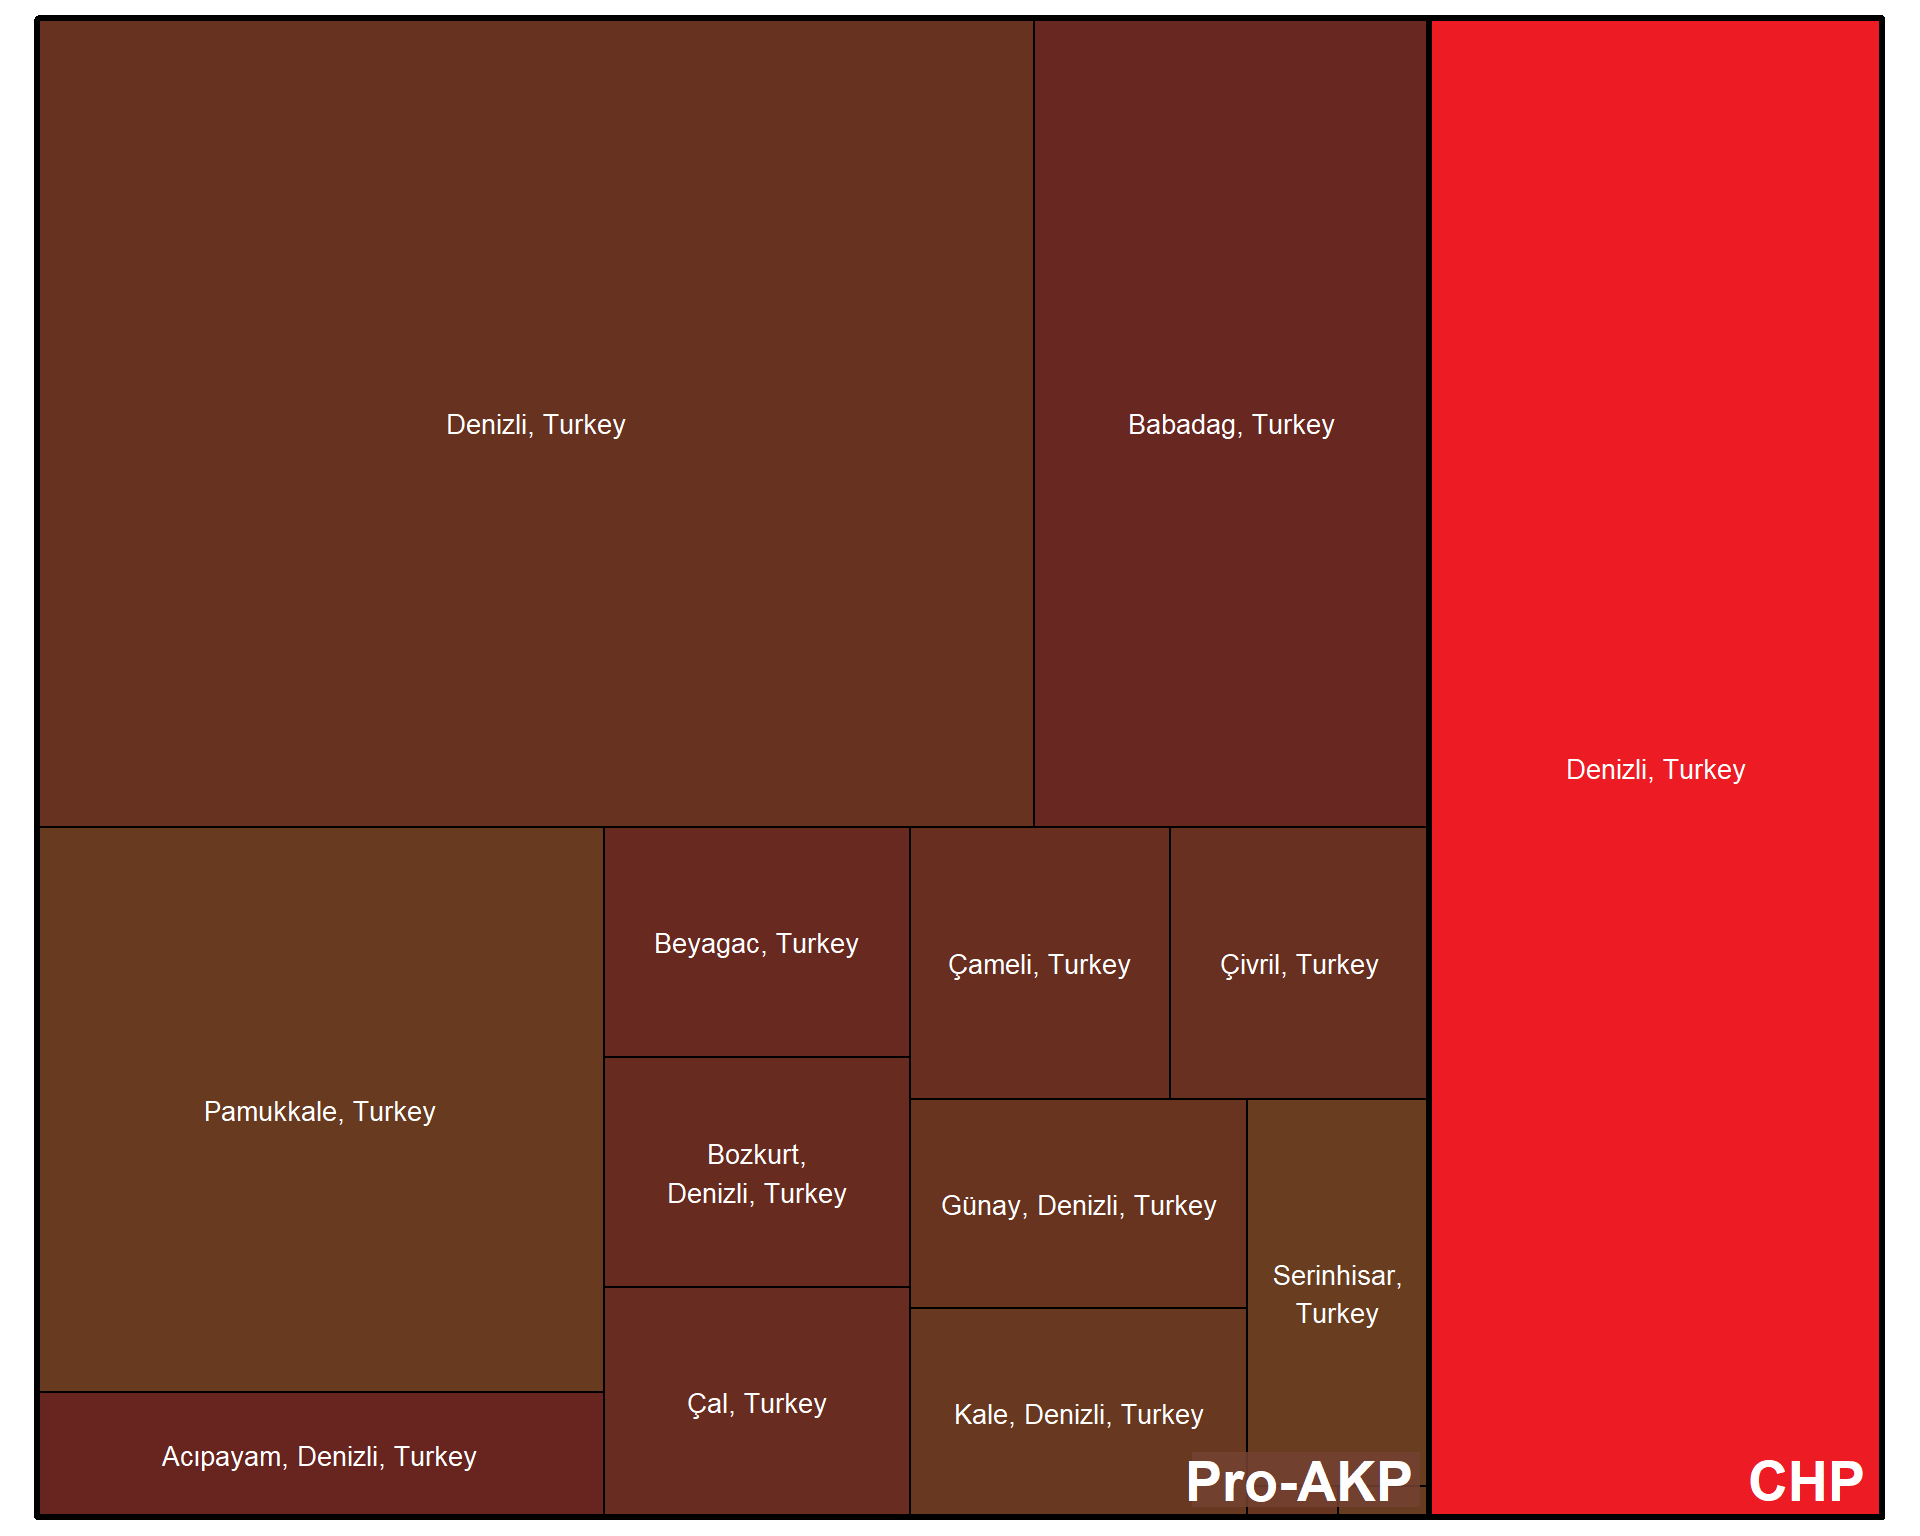 Denizli, Turkey
Babadag, Turkey
Denizli, Turkey
Pamukkale, Turkey
Beyagac, Turkey
Çameli, Turkey
Çivril, Turkey
Bozkurt,
Denizli, Turkey
Günay, Denizli, Turkey
Serinhisar,
Turkey
Çal, Turkey
Kale, Denizli, Turkey
Acıpayam, Denizli, Turkey
Pro-AKP
CHP